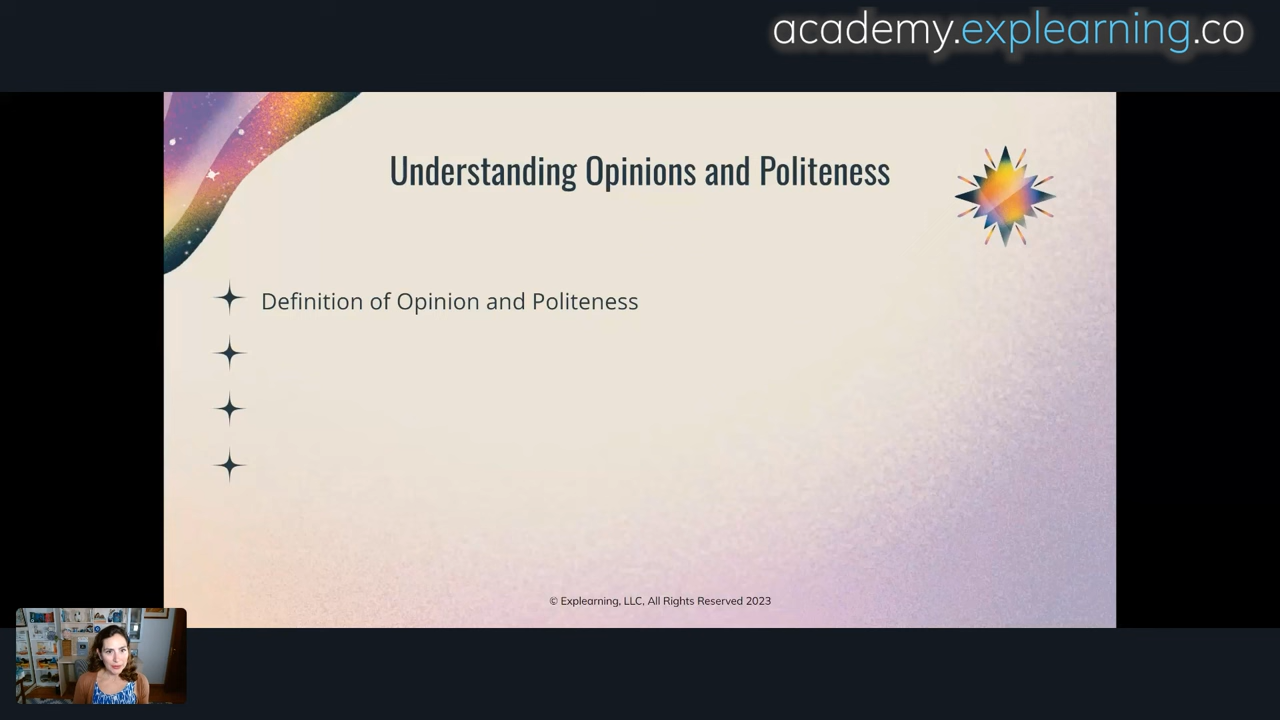 academy.explearning.co
Understanding Opinions and Politeness
Definition of Opinion and Politeness
© Explearning, LLC, All Rights Reserved 2023